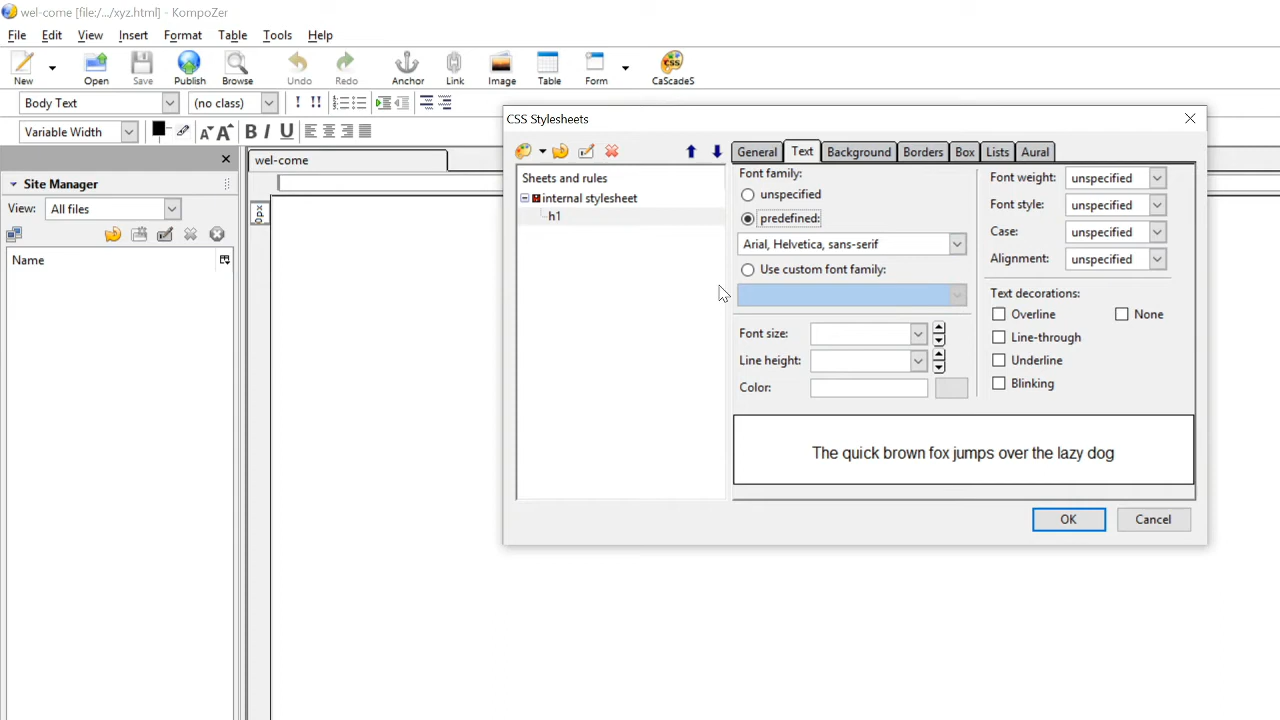 wel-come [file:/.../xyz.html] - KompoZer
File Edit View Insert Format Table Tools Help
New Open Save Publish Browse Undo Redo Anchor Link Image Table Form CaScadeS
Body Text (no class) ! !!
Variable Width B I U
wel-come
Site Manager
View: All files
Name
0px
CSS Stylesheets
General Text Background Borders Box Lists Aural
Sheets and rules
internal stylesheet
h1
Font family:
unspecified
predefined:
Arial, Helvetica, sans-serif
Use custom font family:
Font size:
Line height:
Color:
Font weight: unspecified
Font style: unspecified
Case: unspecified
Alignment: unspecified
Text decorations:
Overline None
Line-through
Underline
Blinking
The quick brown fox jumps over the lazy dog
OK Cancel